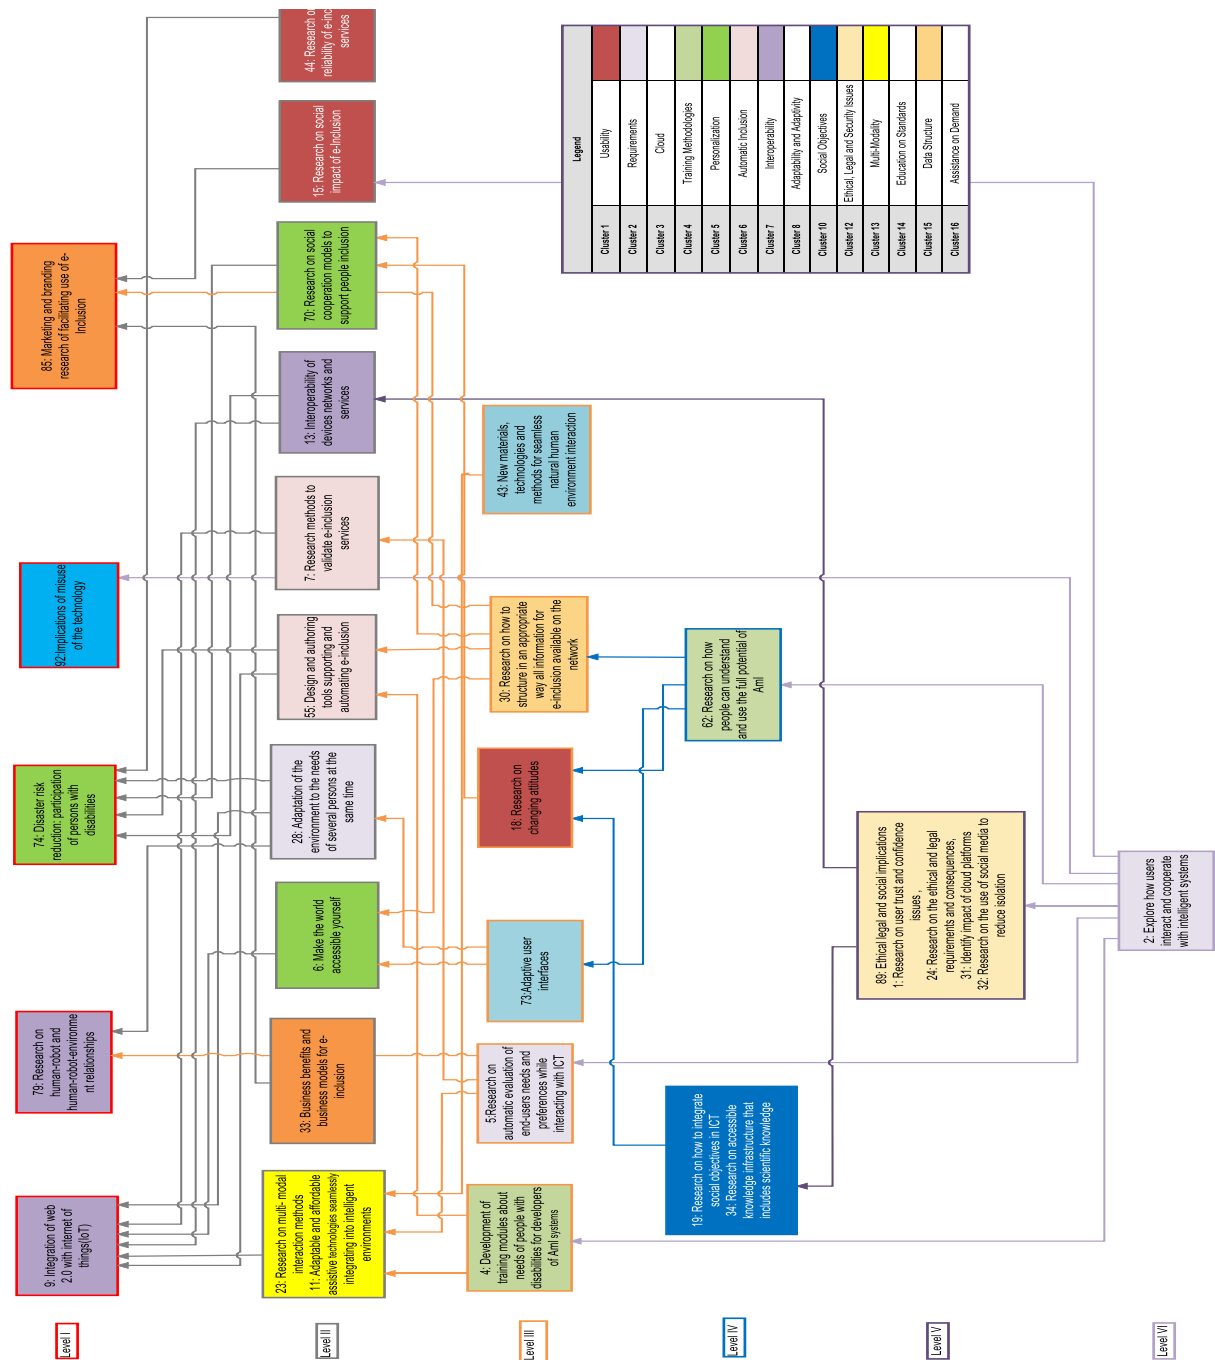 Level I
9: Integration of web
2.0 with internet of
things(IoT)
79: Research on
human-robot and
human-robot-environme
nt relationships
74: Disaster risk
reduction: participation
of persons with
disabilities
92:Implications of misuse
of the technology
85: Marketing and branding
research of facilitating use of e-
Inclusion
Level II
23: Research on multi- modal
interaction methods
11: Adaptable and affordable
assistive technologies seamlessly
integrating into intelligent
environments
33: Business benefits and
business models for e-
inclusion
6: Make the world
accessible yourself
28: Adaptation of the
environment to the needs
of several persons at the
same time
55: Design and authoring
tools supporting and
automating e-inclusion
7: Research methods to
validate e-inclusion
services
13: Interoperability of
devices networks and
services
70: Research on social
cooperation models to
support people inclusion
15: Research on social
impact of e-Inclusion
44: Research on
reliability of e-inc
services
Level III
4: Development of
training modules about
needs of people with
disabilities for developers
of AmI systems
5:Research on
automatic evaluation of
end-users needs and
preferences while
interacting with ICT
73:Adaptive user
interfaces
18: Research on
changing attitudes
30: Research on how to
structure in an appropriate
way all information for
e-inclusion available on the
network
43: New materials,
technologies and
methods for seamless
natural human
environment interaction
Level IV
19: Research on how to integrate
social objectives in ICT
34: Research on accessible
knowledge infrastructure that
includes scientific knowledge
62: Research on how
people can understand
and use the full potential of
AmI
Level V
89: Ethical legal and social implications
1: Research on user trust and confidence
issues ,
24: Research on the ethical and legal
requirements and consequences,
31: Identify impact of cloud platforms
32: Research on the use of social media to
reduce isolation
Level VI
2: Explore how users
interact and cooperate
with intelligent systems
Legend
Cluster 1 Usability
Cluster 2 Requirements
Cluster 3 Cloud
Cluster 4 Training Methodologies
Cluster 5 Personalization
Cluster 6 Automatic Inclusion
Cluster 7 Interoperability
Cluster 8 Adaptability and Adaptivity
Cluster 10 Social Objectives
Cluster 12 Ethical, Legal and Security Issues
Cluster 13 Multi-Modality
Cluster 14 Education on Standards
Cluster 15 Data Structure
Cluster 16 Assistance on Demand